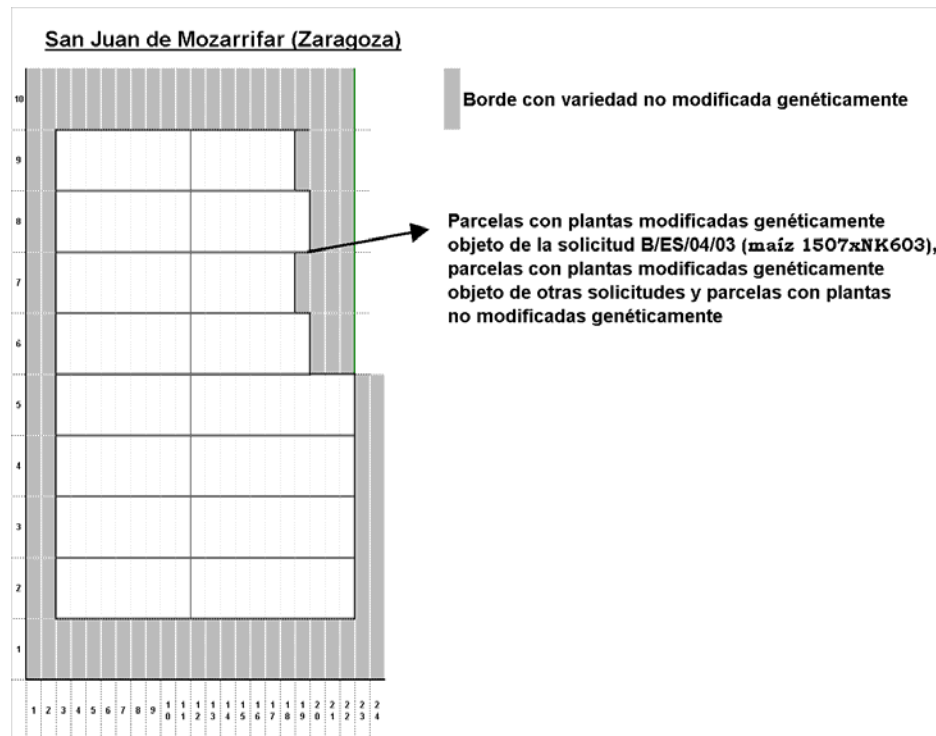 San Juan de Mozarrifar (Zaragoza)
Borde con variedad no modificada genéticamente
Parcelas con plantas modificadas genéticamente
objeto de la solicitud B/ES/04/03 (maíz 1507xNK603),
parcelas con plantas modificadas genéticamente
objeto de otras solicitudes y parcelas con plantas
no modificadas genéticamente
10
9
8
7
6
5
4
3
2
1
1 2 3 4 5 6 7 8 9 10 11 12 13 14 15 16 17 18 19 20 21 22 23 24